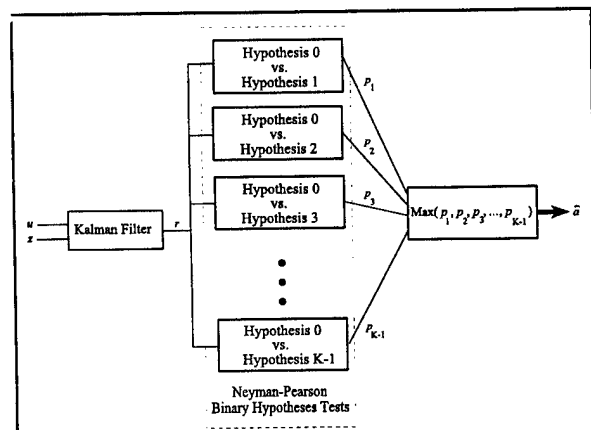 Hypothesis 0
vs.
Hypothesis 1
p1
Hypothesis 0
vs.
Hypothesis 2
p2
Hypothesis 0
vs.
Hypothesis 3
p3
u
z
Kalman Filter
r
Max(p1, p2, p3, ..., pK-1)
â
Hypothesis 0
vs.
Hypothesis K-1
pK-1
Neyman-Pearson
Binary Hypotheses Tests